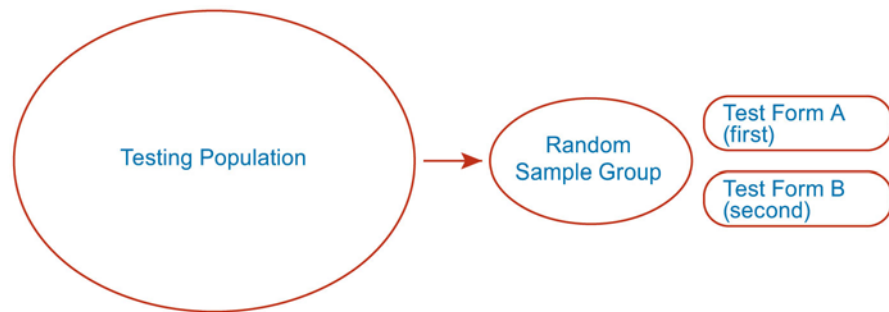 Testing Population
Random
Sample Group
Test Form A
(first)
Test Form B
(second)